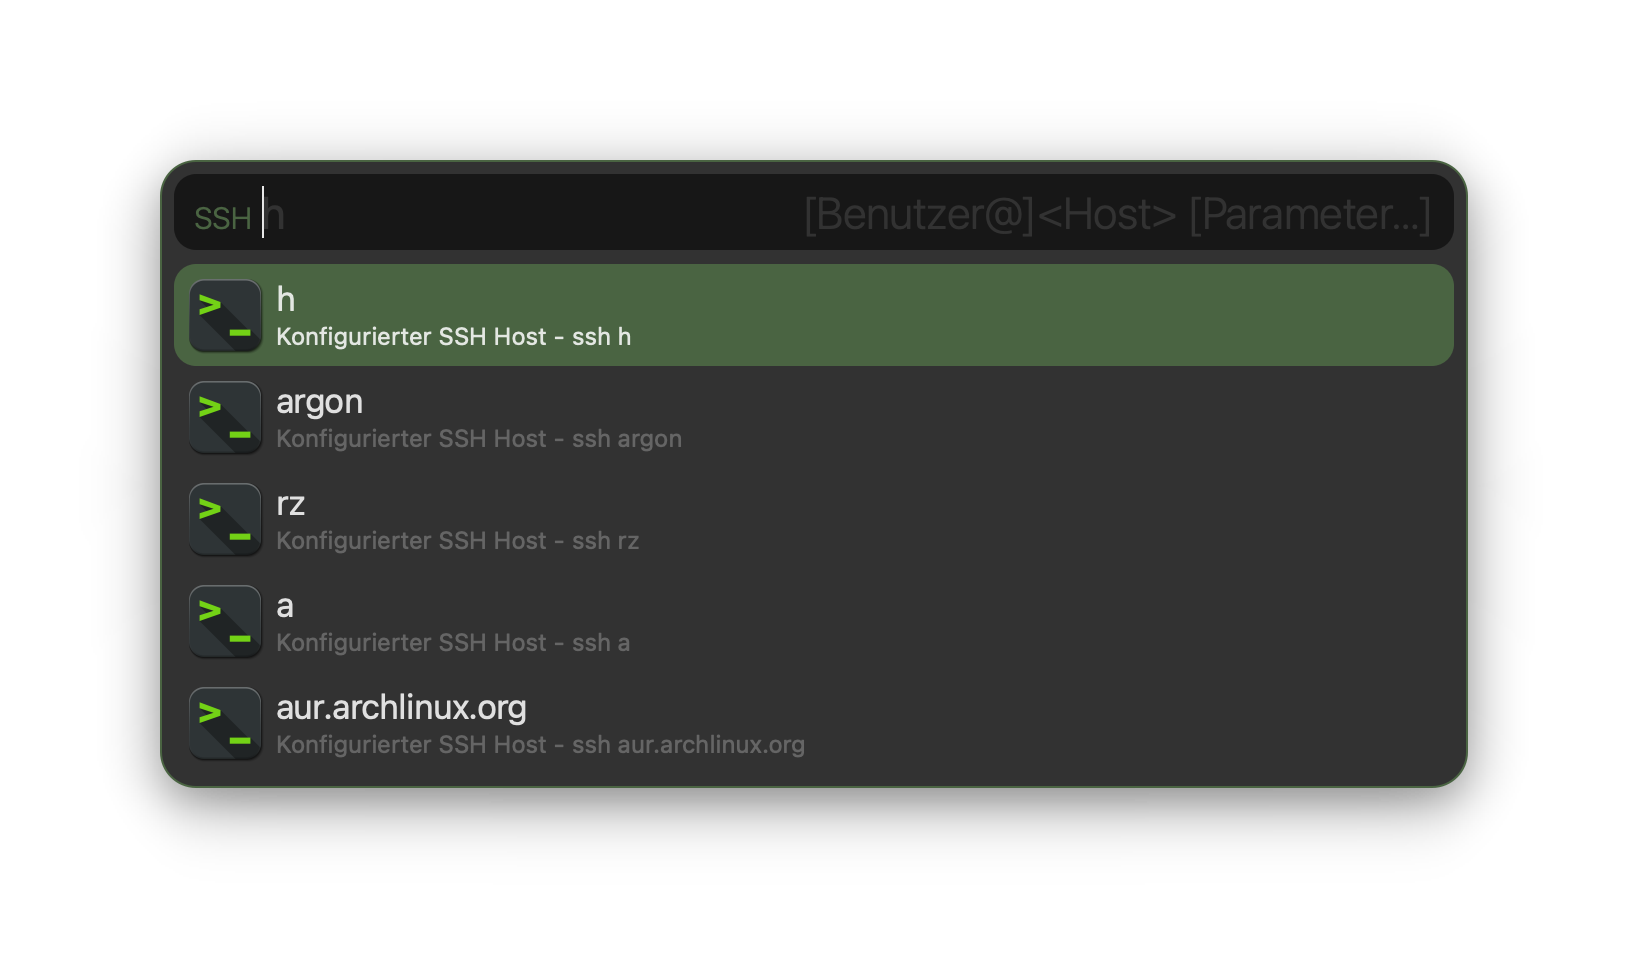 SSH h [Benutzer@]<Host> [Parameter...]
h
Konfigurierter SSH Host - ssh h
argon
Konfigurierter SSH Host - ssh argon
rz
Konfigurierter SSH Host - ssh rz
a
Konfigurierter SSH Host - ssh a
aur.archlinux.org
Konfigurierter SSH Host - ssh aur.archlinux.org